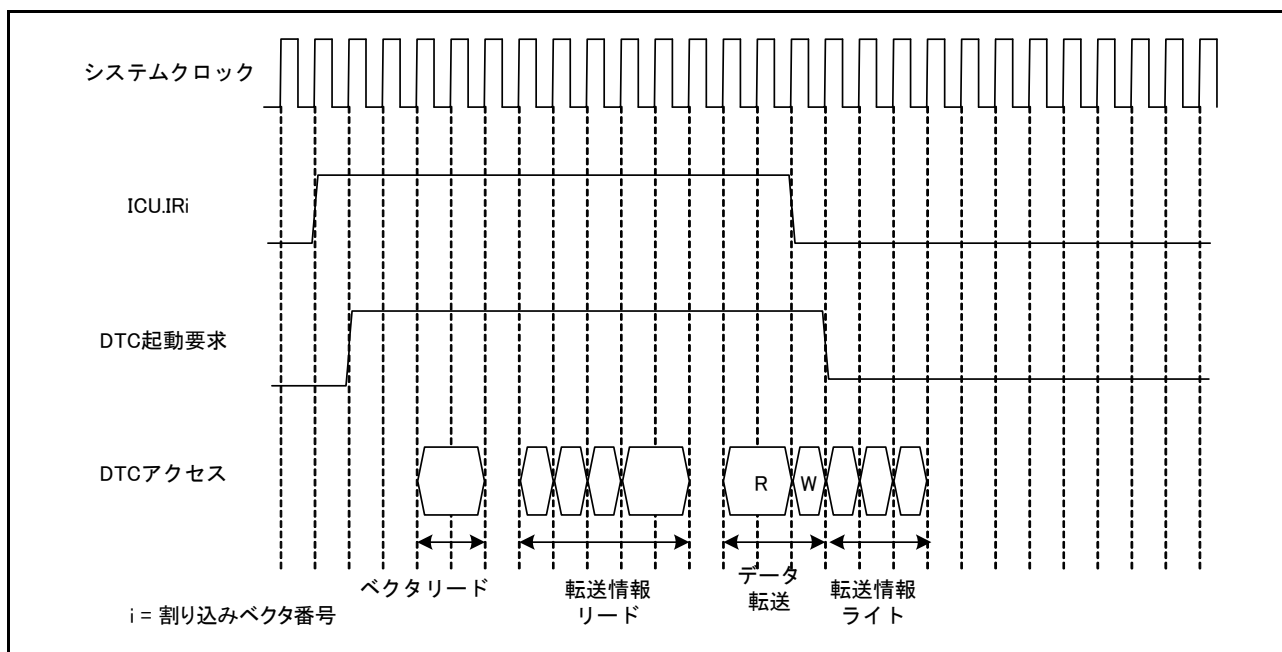 システムクロック
ICU.IRi
DTC起動要求
DTCアクセス
R
W
ベクタリード
転送情報
リード
データ
転送
転送情報
ライト
i = 割り込みベクタ番号